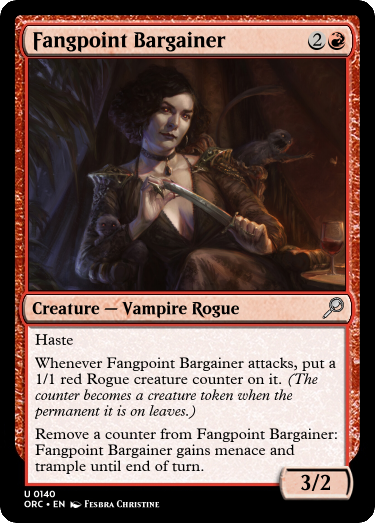 Fangpoint Bargainer 2
Creature — Vampire Rogue
Haste
Whenever Fangpoint Bargainer attacks, put a
1/1 red Rogue creature counter on it. (The
counter becomes a creature token when the
permanent it is on leaves.)
Remove a counter from Fangpoint Bargainer:
Fangpoint Bargainer gains menace and
trample until end of turn.
3/2
U 0140
ORC • EN Fesbra Christine